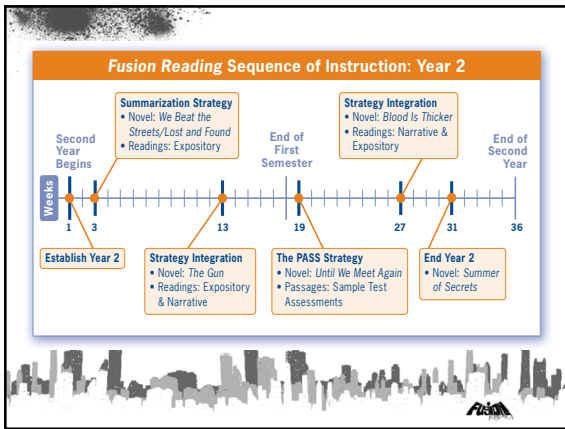 Fusion Reading Sequence of Instruction: Year 2
Second
Year
Begins
Summarization Strategy
• Novel: We Beat the
Streets/Lost and Found
• Readings: Expository
End of
First
Semester
Strategy Integration
• Novel: Blood Is Thicker
• Readings: Narrative &
Expository
End of
Second
Year
Weeks
1
3
13
19
27
31
36
Establish Year 2
Strategy Integration
• Novel: The Gun
• Readings: Expository
& Narrative
The PASS Strategy
• Novel: Until We Meet Again
• Passages: Sample Test
Assessments
End Year 2
• Novel: Summer
of Secrets
Fusion